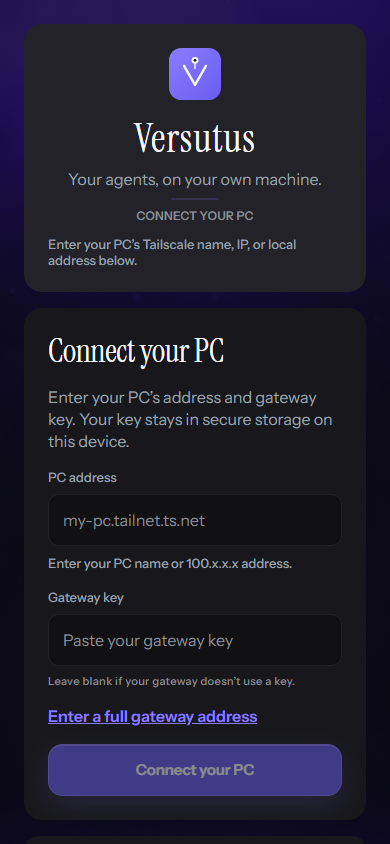 Versutus
Your agents, on your own machine.
CONNECT YOUR PC
Enter your PC's Tailscale name, IP, or local
address below.
Connect your PC
Enter your PC's address and gateway
key. Your key stays in secure storage on
this device.
PC address
my-pc.tailnet.ts.net
Enter your PC name or 100.x.x.x address.
Gateway key
Paste your gateway key
Leave blank if your gateway doesn't use a key.
Enter a full gateway address
Connect your PC